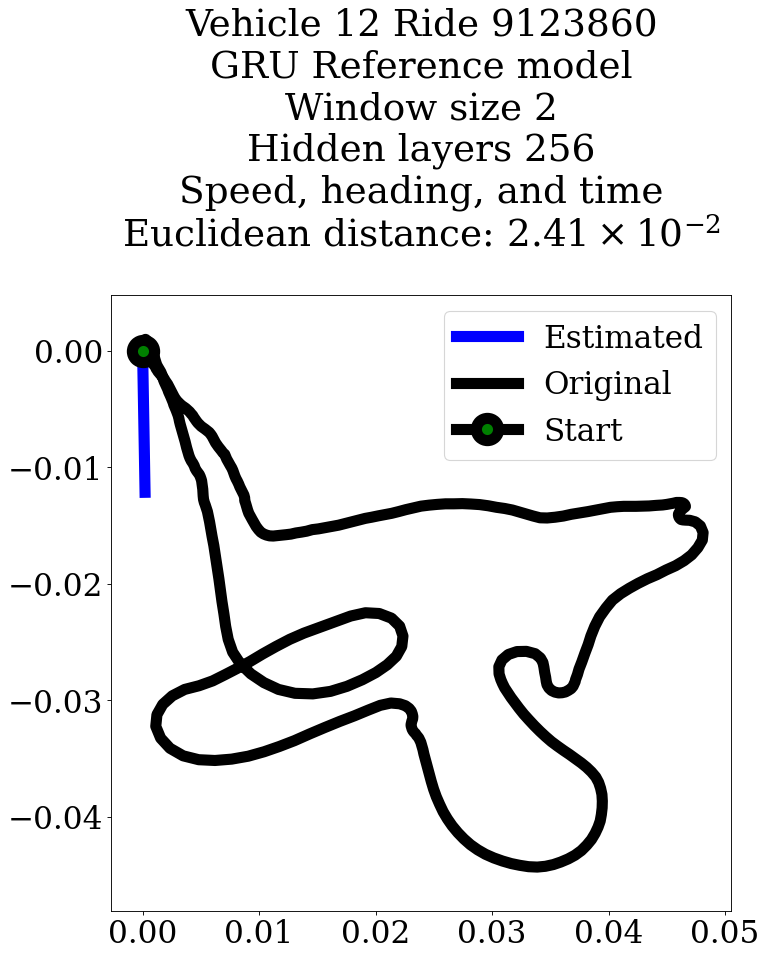 Vehicle 12 Ride 9123860
GRU Reference model
Window size 2
Hidden layers 256
Speed, heading, and time
Euclidean distance: 2.41 × 10⁻²
Estimated
Original
Start
0.00
−0.01
−0.02
−0.03
−0.04
0.00 0.01 0.02 0.03 0.04 0.05